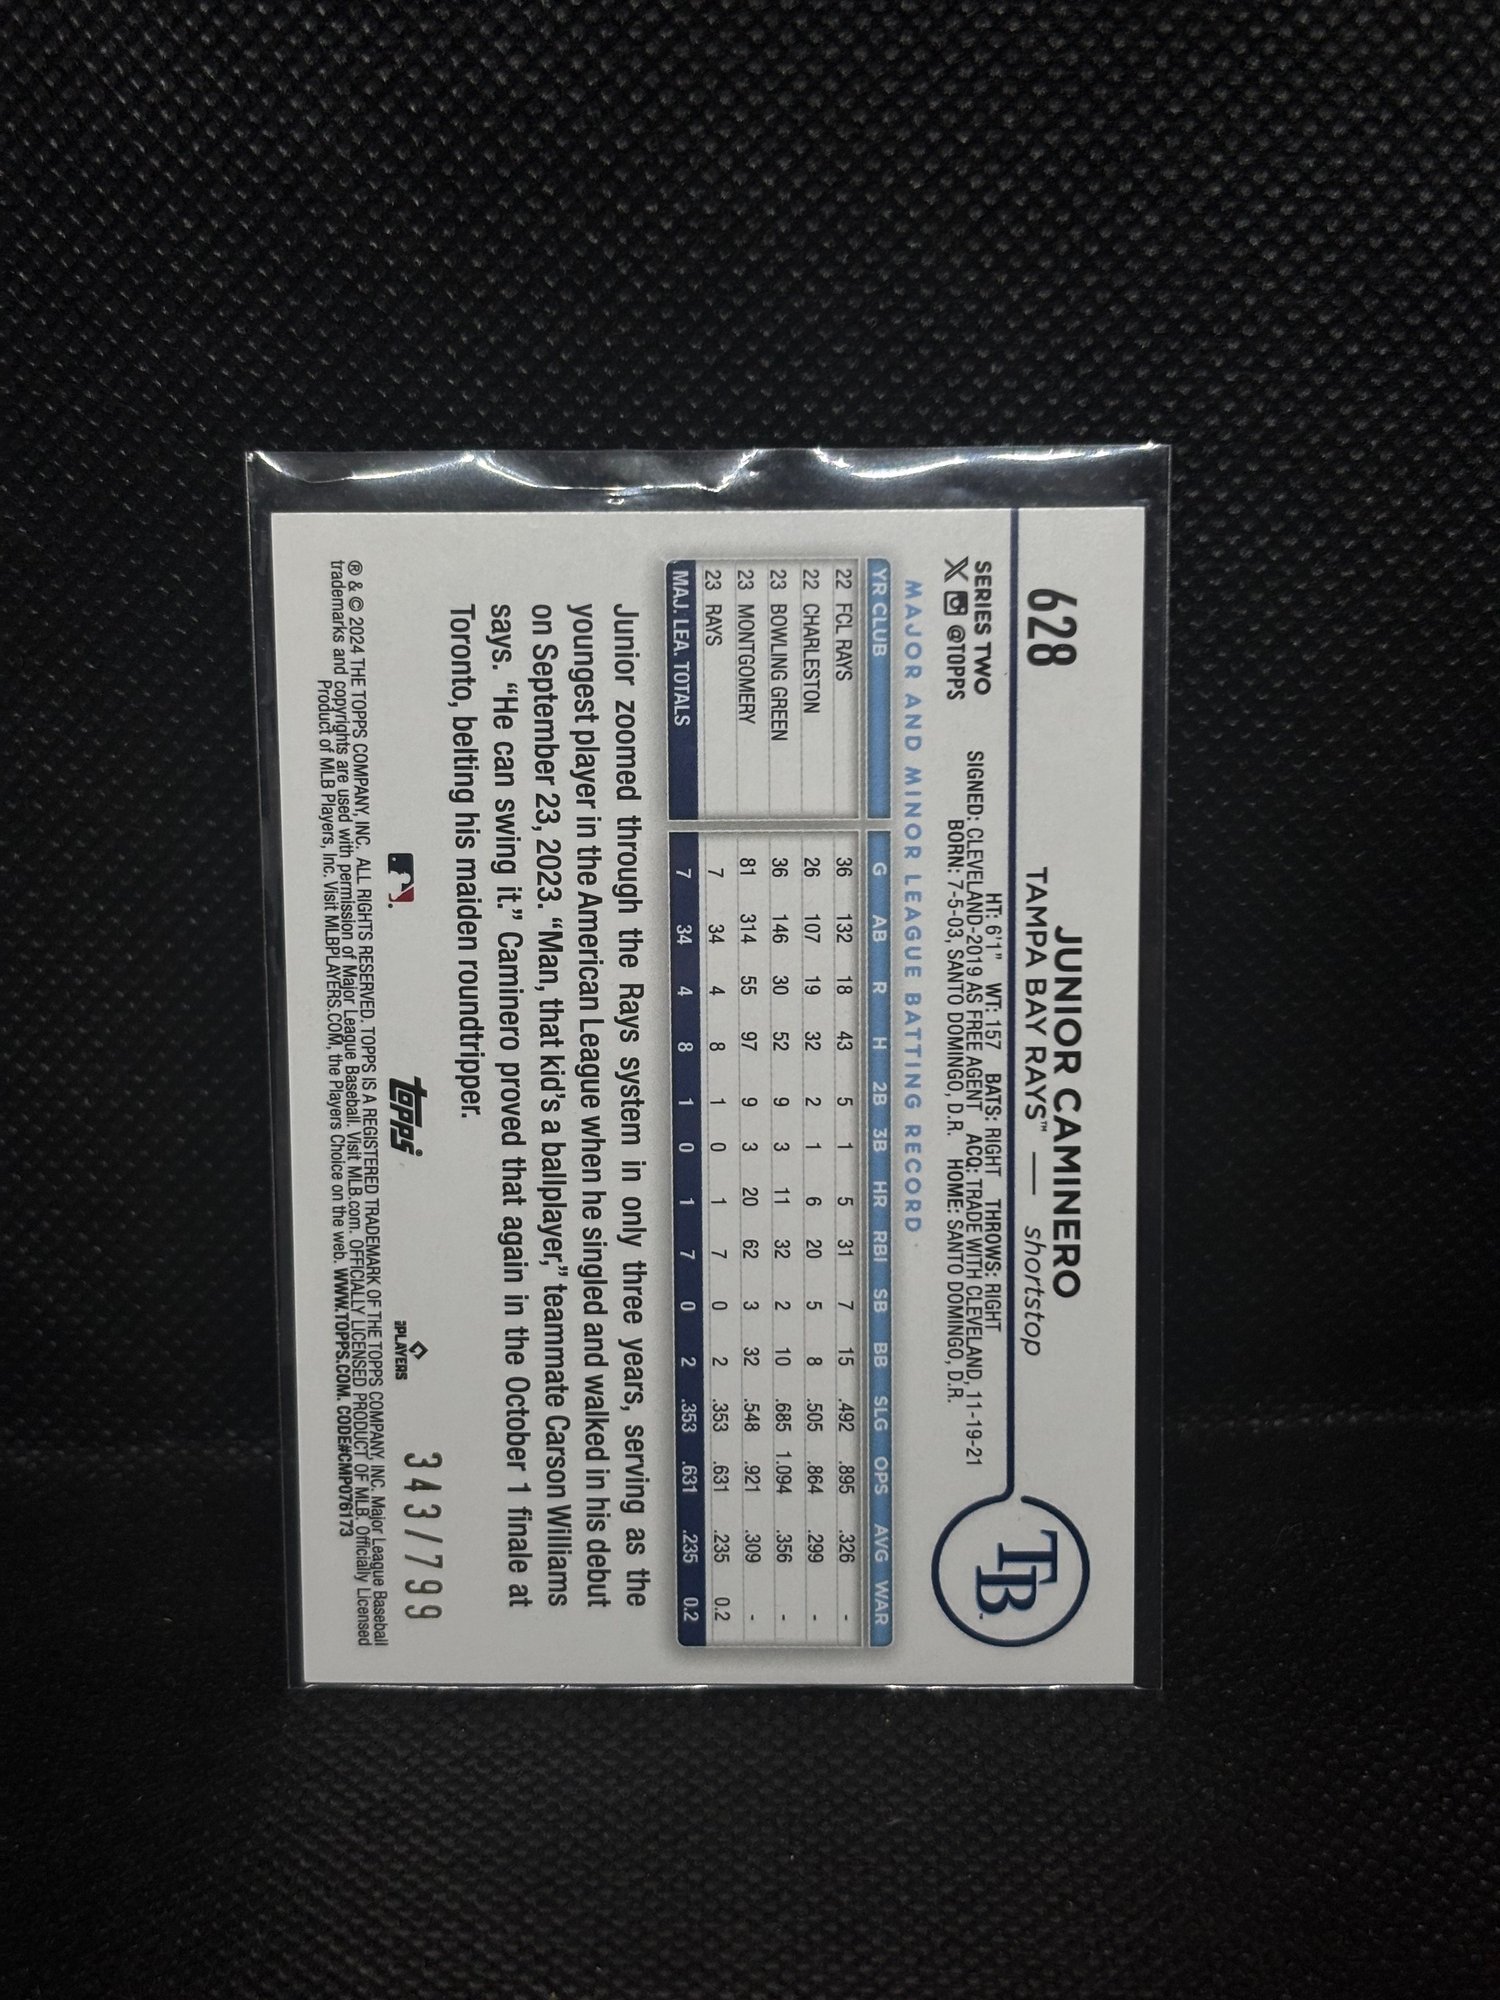 628
JUNIOR CAMINERO
TAMPA BAY RAYS™ — shortstop
SERIES TWO
X @TOPPS
HT: 6'1" WT: 157 BATS: RIGHT THROWS: RIGHT
SIGNED: CLEVELAND-2019 AS FREE AGENT ACQ: TRADE WITH CLEVELAND, 11-19-21
BORN: 7-5-03, SANTO DOMINGO, D.R. HOME: SANTO DOMINGO, D.R.
TB
MAJOR AND MINOR LEAGUE BATTING RECORD
YR CLUB G AB R H 2B 3B HR RBI SB BB SLG OPS AVG WAR
22 FCL RAYS 36 132 18 43 5 1 5 31 7 15 .492 .895 .326 -
22 CHARLESTON 26 107 19 32 2 1 6 20 5 8 .505 .864 .299 -
23 BOWLING GREEN 36 146 30 52 9 3 11 32 2 10 .685 1.094 .356 -
23 MONTGOMERY 81 314 55 97 9 3 20 62 3 32 .548 .921 .309 -
23 RAYS 7 34 4 8 1 0 1 7 0 2 .353 .631 .235 0.2
MAJ. LEA. TOTALS 7 34 4 8 1 0 1 7 0 2 .353 .631 .235 0.2
Junior zoomed through the Rays system in only three years, serving as the
youngest player in the American League when he singled and walked in his debut
on September 23, 2023. “Man, that kid’s a ballplayer,” teammate Carson Williams
says. “He can swing it.” Caminero proved that again in the October 1 finale at
Toronto, belting his maiden roundtripper.
topps
PLAYERS
343/799
® & © 2024 THE TOPPS COMPANY, INC. ALL RIGHTS RESERVED. TOPPS IS A REGISTERED TRADEMARK OF THE TOPPS COMPANY, INC. Major League Baseball
trademarks and copyrights are used with permission of Major League Baseball. Visit MLB.com. OFFICIALLY LICENSED PRODUCT OF MLB. Officially Licensed
Product of MLB Players, Inc. Visit MLBPLAYERS.COM, the Players Choice on the web. WWW.TOPPS.COM. CODE#CMP076173